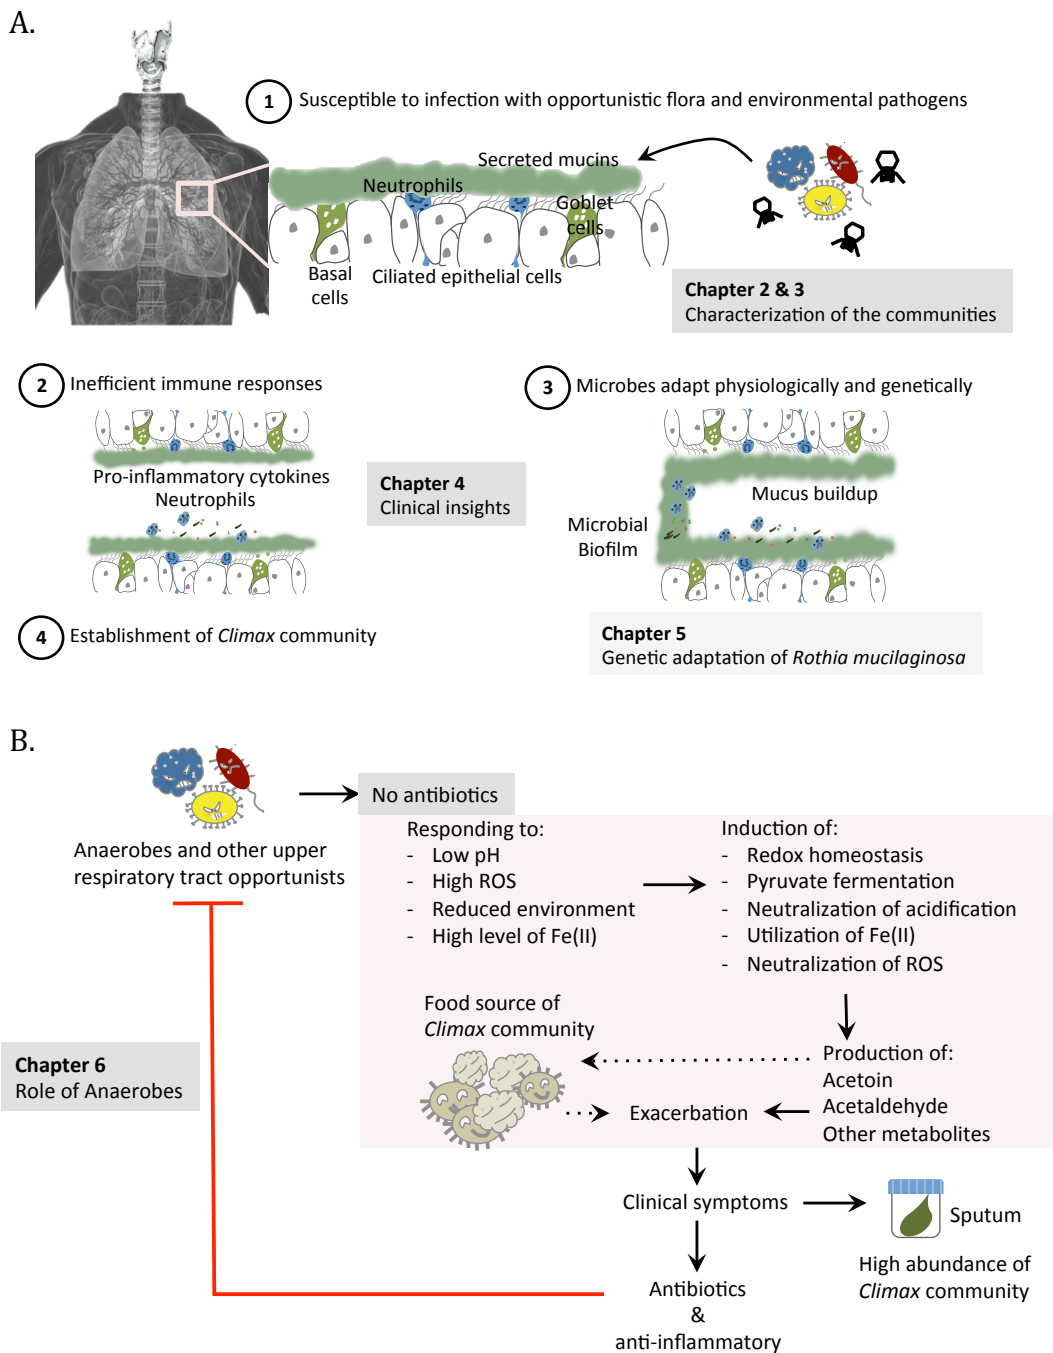 A.
1 Susceptible to infection with opportunistic flora and environmental pathogens
Secreted mucins
Neutrophils
Goblet
cells
Basal
cells
Ciliated epithelial cells
Chapter 2 & 3
Characterization of the communities
2 Inefficient immune responses
Pro-inflammatory cytokines
Neutrophils
Chapter 4
Clinical insights
3 Microbes adapt physiologically and genetically
Mucus buildup
Microbial
Biofilm
4 Establishment of Climax community
Chapter 5
Genetic adaptation of Rothia mucilaginosa
B.
Anaerobes and other upper
respiratory tract opportunists
No antibiotics
Responding to:
- Low pH
- High ROS
- Reduced environment
- High level of Fe(II)
Induction of:
- Redox homeostasis
- Pyruvate fermentation
- Neutralization of acidification
- Utilization of Fe(II)
- Neutralization of ROS
Food source of
Climax community
Production of:
Acetoin
Acetaldehyde
Other metabolites
Exacerbation
Chapter 6
Role of Anaerobes
Clinical symptoms
Sputum
High abundance of
Climax community
Antibiotics
&
anti-inflammatory